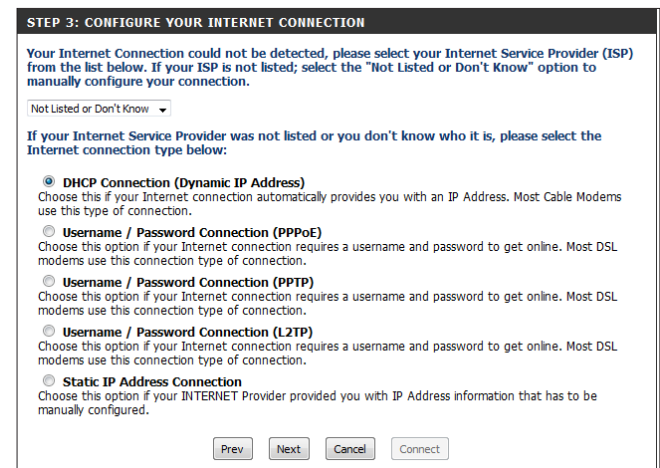 STEP 3: CONFIGURE YOUR INTERNET CONNECTION
Your Internet Connection could not be detected, please select your Internet Service Provider (ISP)
from the list below. If your ISP is not listed; select the "Not Listed or Don't Know" option to
manually configure your connection.
Not Listed or Don't Know
If your Internet Service Provider was not listed or you don't know who it is, please select the
Internet connection type below:
DHCP Connection (Dynamic IP Address)
Choose this if your Internet connection automatically provides you with an IP Address. Most Cable Modems
use this type of connection.
Username / Password Connection (PPPoE)
Choose this option if your Internet connection requires a username and password to get online. Most DSL
modems use this connection type of connection.
Username / Password Connection (PPTP)
Choose this option if your Internet connection requires a username and password to get online. Most DSL
modems use this connection type of connection.
Username / Password Connection (L2TP)
Choose this option if your Internet connection requires a username and password to get online. Most DSL
modems use this connection type of connection.
Static IP Address Connection
Choose this option if your INTERNET Provider provided you with IP Address information that has to be
manually configured.
Prev Next Cancel Connect